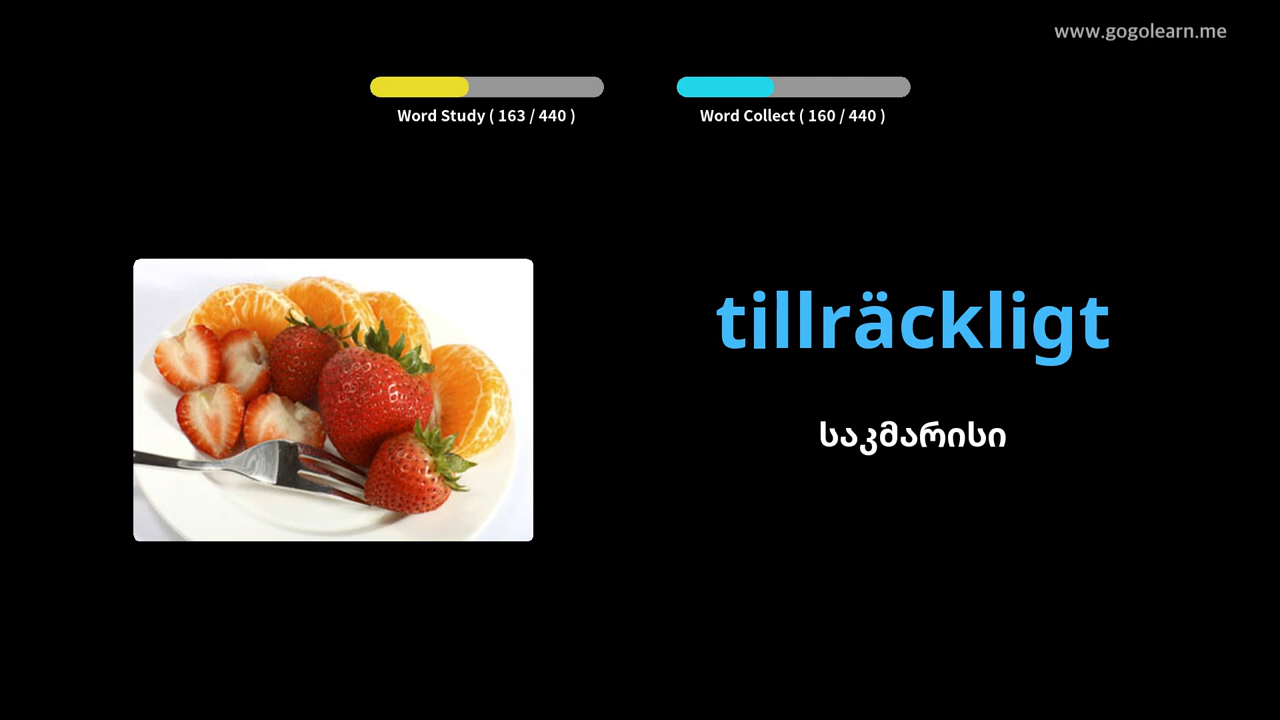 www.gogolearn.me
Word Study ( 163 / 440 )
Word Collect ( 160 / 440 )
tillräckligt
საკმარისი